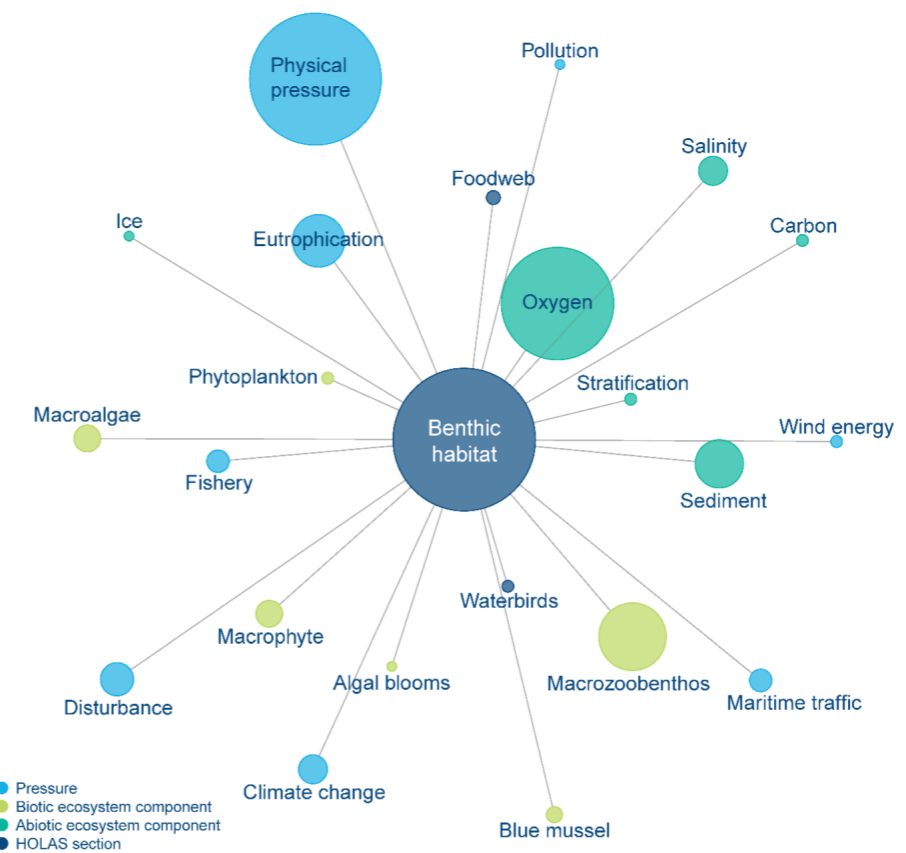 Pollution
Physical
pressure
Salinity
Foodweb
Ice
Carbon
Eutrophication
Oxygen
Phytoplankton
Stratification
Macroalgae
Benthic
habitat
Wind energy
Fishery
Sediment
Waterbirds
Macrophyte
Algal blooms
Macrozoobenthos
Maritime traffic
Disturbance
Climate change
Blue mussel
Pressure
Biotic ecosystem component
Abiotic ecosystem component
HOLAS section